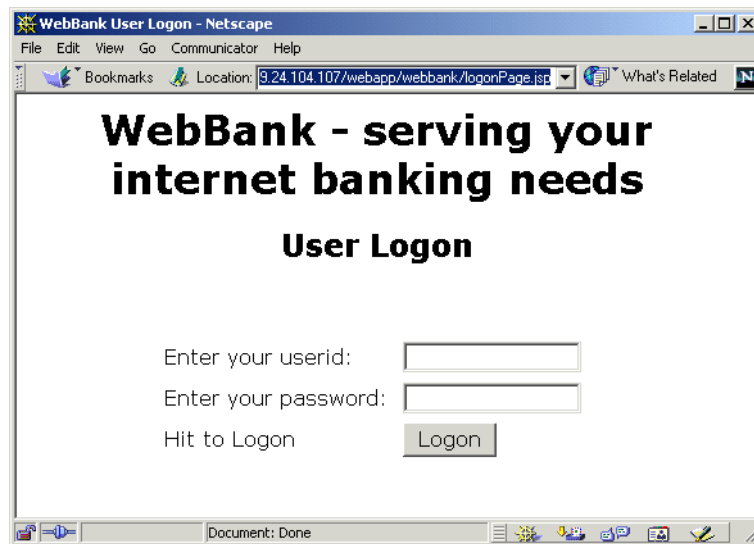 WebBank User Logon - Netscape
File Edit View Go Communicator Help
Bookmarks Location: 9.24.104.107/webapp/webbank/logonPage.jsp What's Related N
WebBank - serving your
internet banking needs
User Logon
Enter your userid:
Enter your password:
Hit to Logon Logon
Document: Done